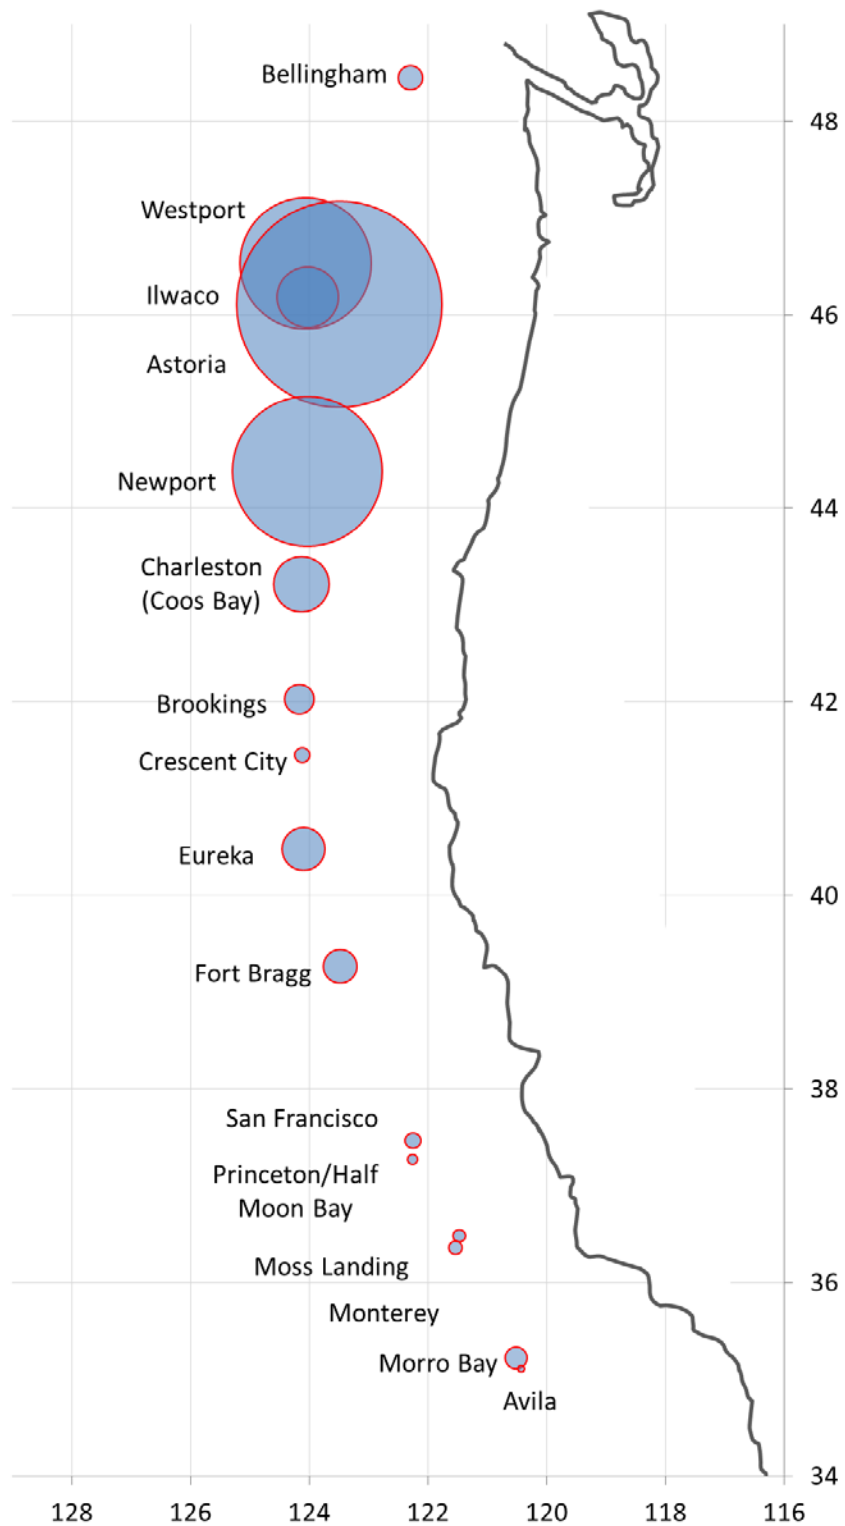 Bellingham
48
Westport
Ilwaco
46
Astoria
Newport
44
Charleston
(Coos Bay)
Brookings
42
Crescent City
Eureka
40
Fort Bragg
38
San Francisco
Princeton/Half
Moon Bay
Moss Landing
36
Monterey
Morro Bay
Avila
34
128 126 124 122 120 118 116